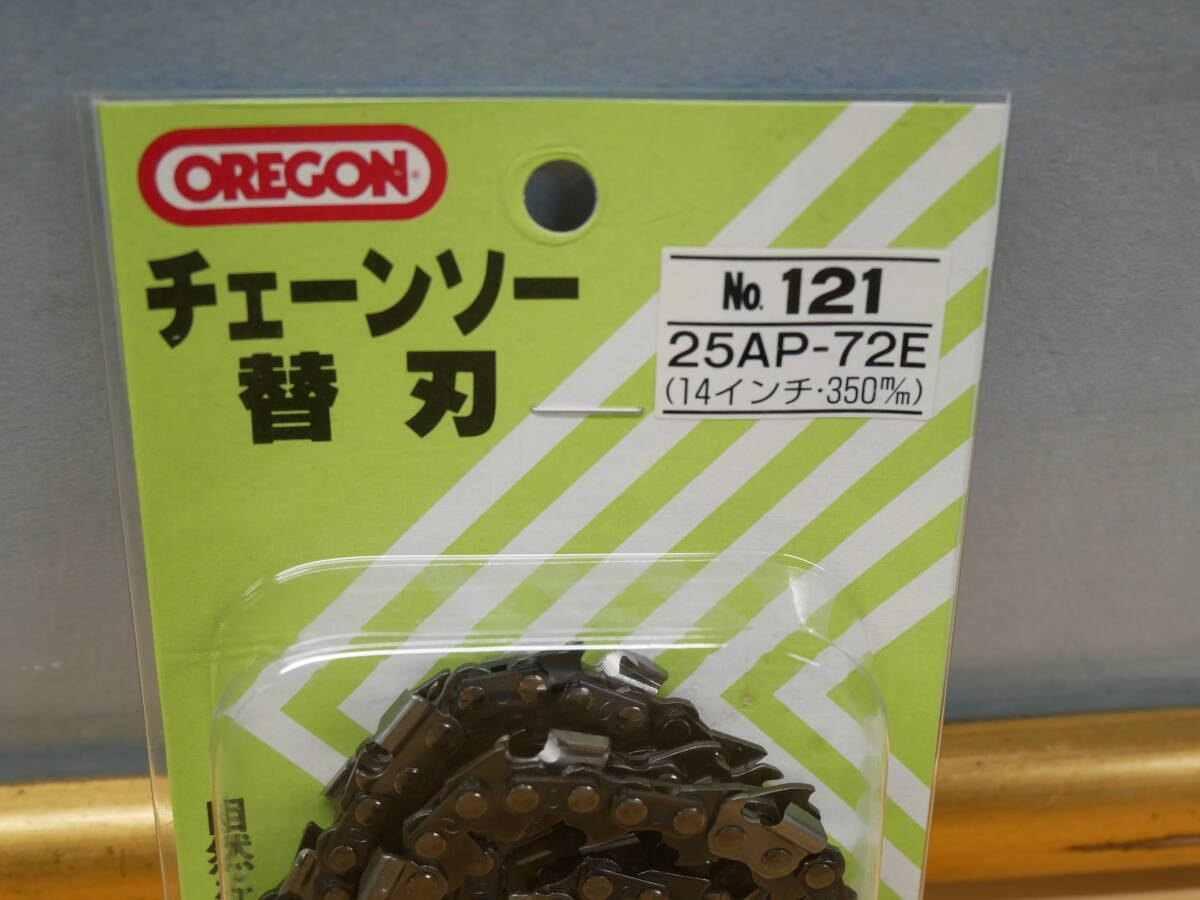 OREGON®
チェーンソー
替刃
No. 121
25AP-72E
(14インチ・350m/m)